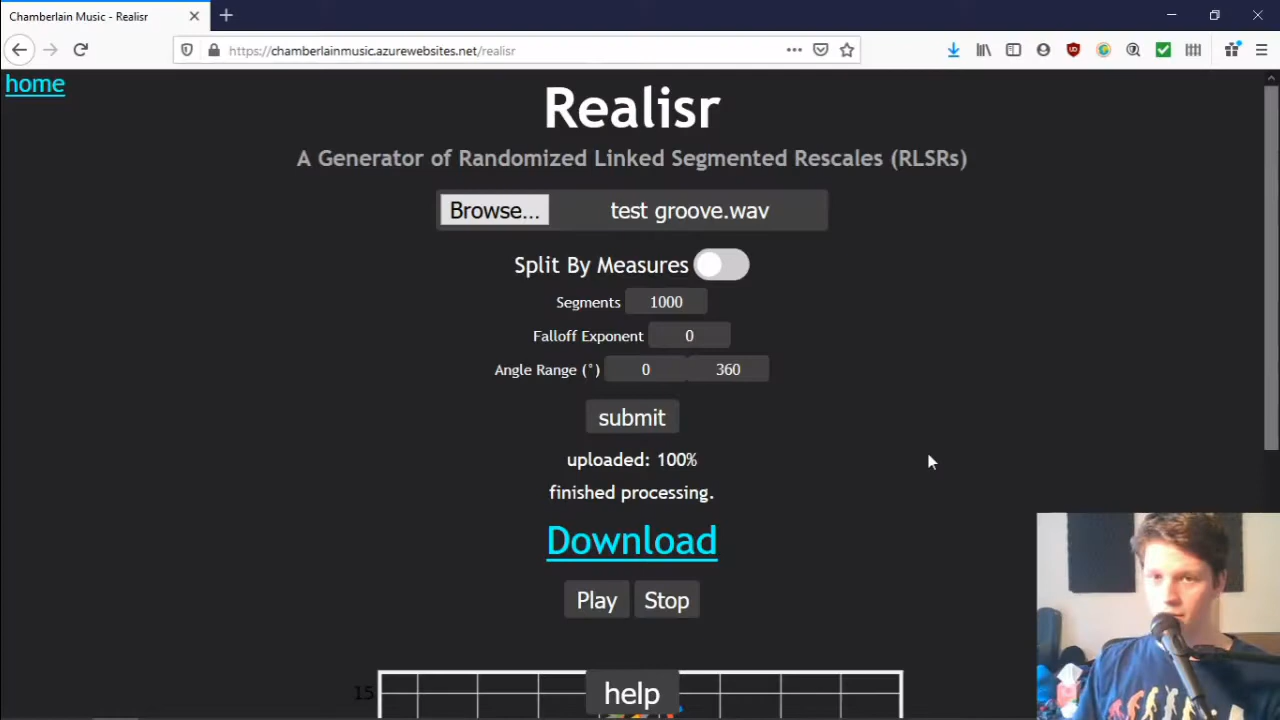 Chamberlain Music - Realisr
https://chamberlainmusic.azurewebsites.net/realisr
home
Realisr
A Generator of Randomized Linked Segmented Rescales (RLSRs)
Browse... test groove.wav
Split By Measures
Segments 1000
Falloff Exponent 0
Angle Range (°) 0 360
submit
uploaded: 100%
finished processing.
Download
Play Stop
15
help